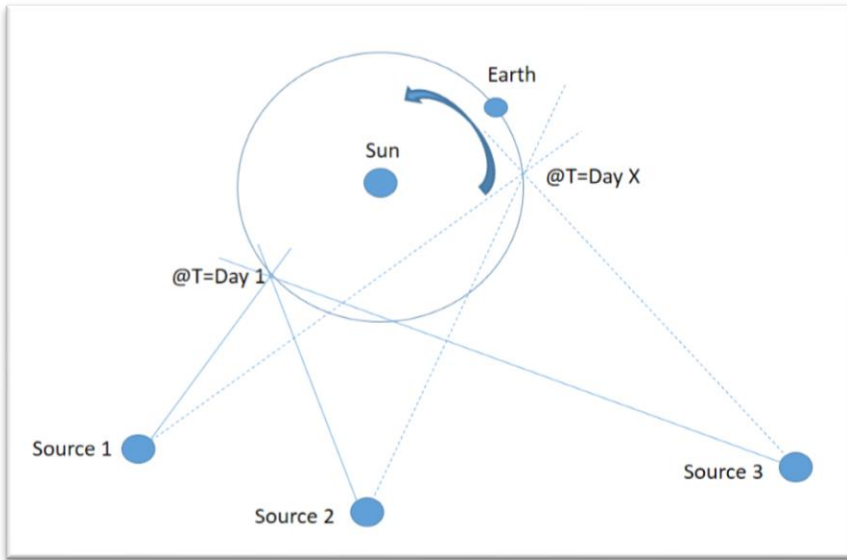 Earth
Sun
@T=Day X
@T=Day 1
Source 1
Source 3
Source 2